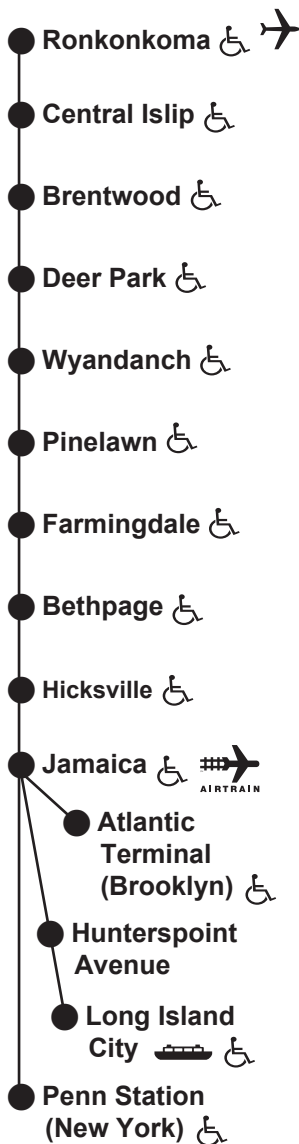 Ronkonkoma
Central Islip
Brentwood
Deer Park
Wyandanch
Pinelawn
Farmingdale
Bethpage
Hicksville
Jamaica
AIRTRAIN
Atlantic
Terminal
(Brooklyn)
Hunterspoint
Avenue
Long Island
City
Penn Station
(New York)